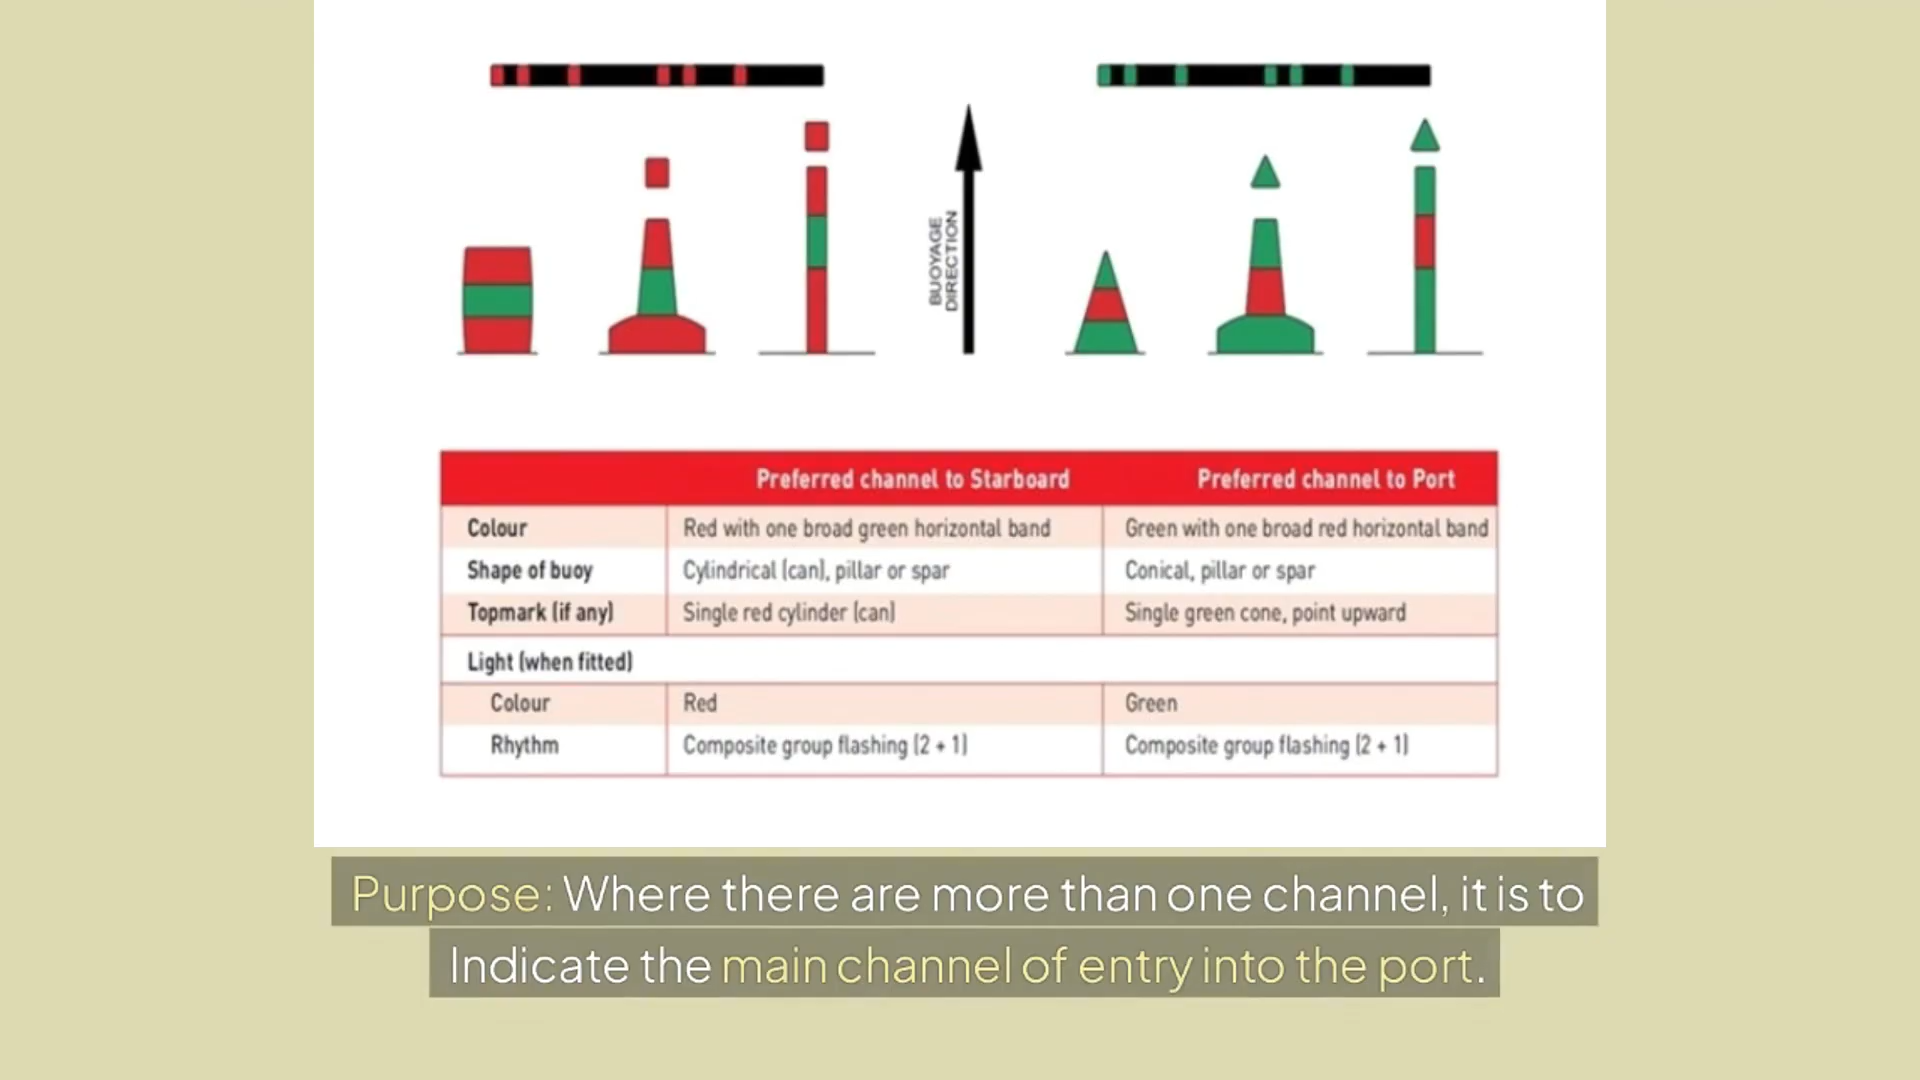 BUOYAGE
DIRECTION
Preferred channel to Starboard Preferred channel to Port
Colour Red with one broad green horizontal band Green with one broad red horizontal band
Shape of buoy Cylindrical (can), pillar or spar Conical, pillar or spar
Topmark (if any) Single red cylinder (can) Single green cone, point upward
Light (when fitted)
Colour Red Green
Rhythm Composite group flashing (2 + 1) Composite group flashing (2 + 1)
Purpose: Where there are more than one channel, it is to
Indicate the main channel of entry into the port.